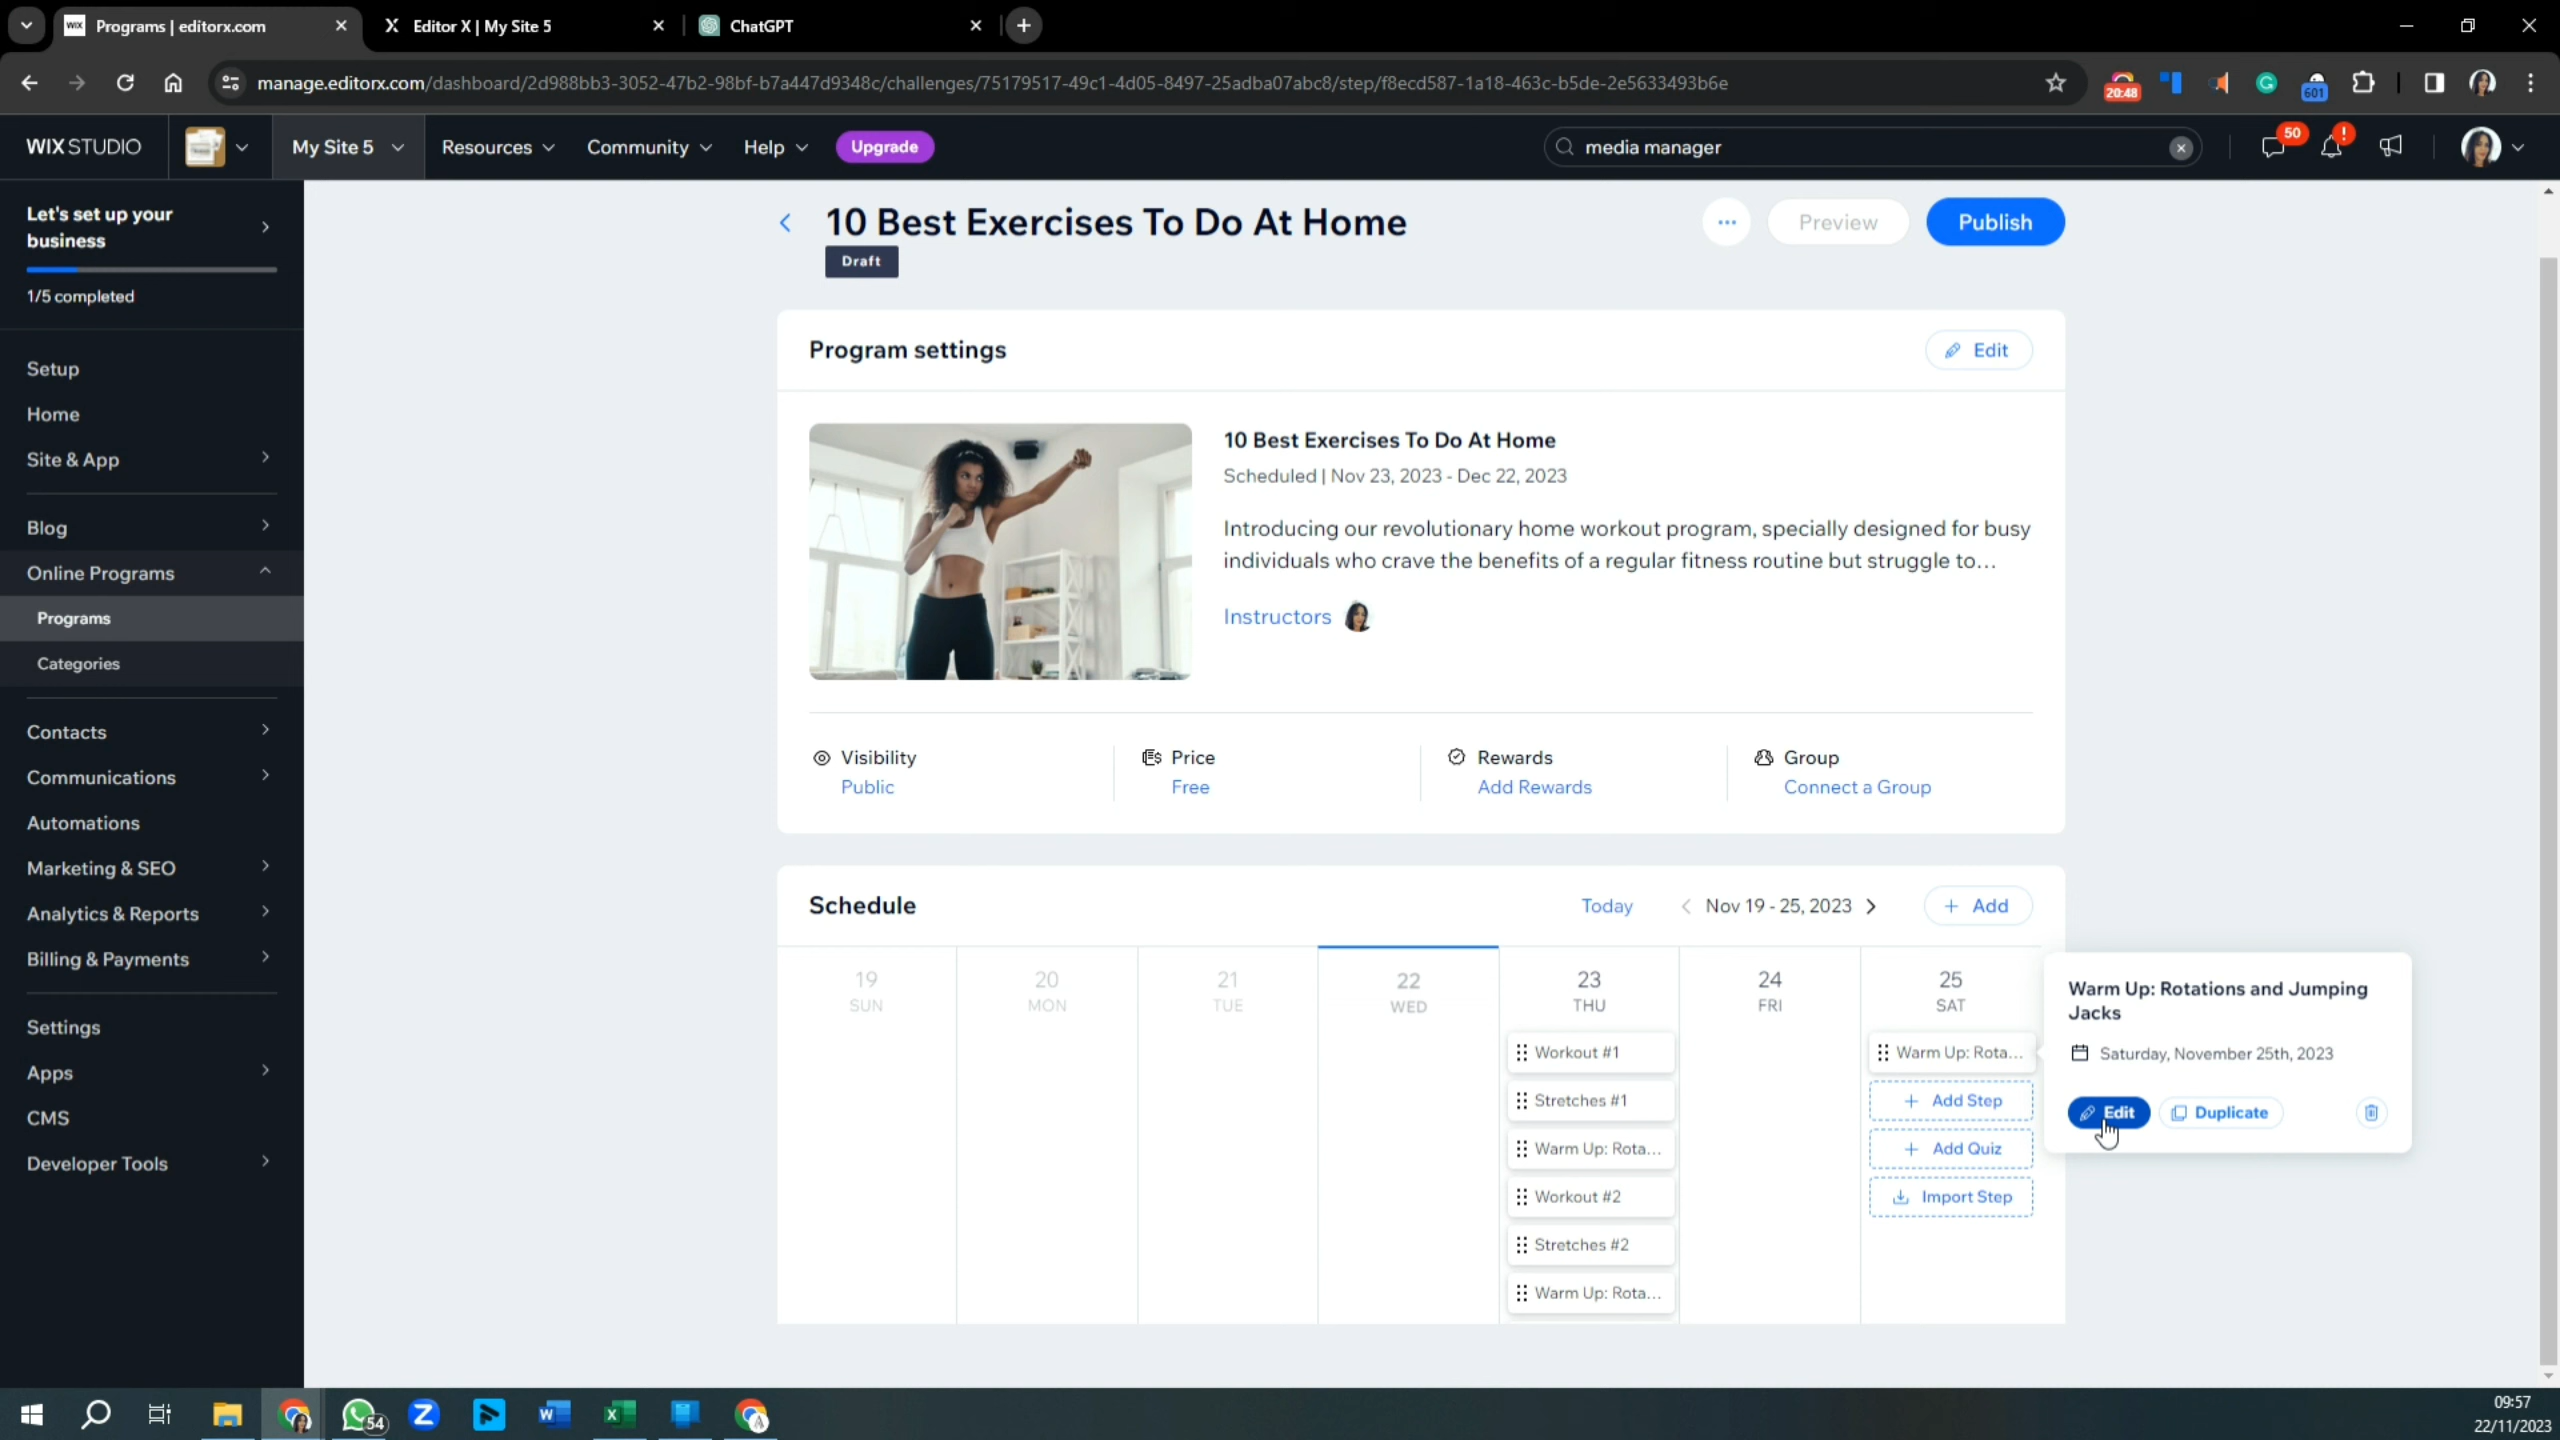 Programs | editorx.com
Editor X | My Site 5
ChatGPT
manage.editorx.com/dashboard/2d988bb3-3052-47b2-98bf-b7a447d9348c/challenges/75179517-49c1-4d05-8497-25adba07abc8/step/f8ecd587-1a18-463c-b5de-2e5633493b6e
20:48
601
WIX STUDIO
My Site 5
Resources
Community
Help
Upgrade
media manager
50
Let's set up your
business
1/5 completed
Setup
Home
Site & App
Blog
Online Programs
Programs
Categories
Contacts
Communications
Automations
Marketing & SEO
Analytics & Reports
Billing & Payments
Settings
Apps
CMS
Developer Tools
10 Best Exercises To Do At Home
Draft
Preview
Publish
Program settings
Edit
10 Best Exercises To Do At Home
Scheduled | Nov 23, 2023 - Dec 22, 2023
Introducing our revolutionary home workout program, specially designed for busy
individuals who crave the benefits of a regular fitness routine but struggle to...
Instructors
Visibility
Public
Price
Free
Rewards
Add Rewards
Group
Connect a Group
Schedule
Today
Nov 19 - 25, 2023
+ Add
19
SUN
20
MON
21
TUE
22
WED
23
THU
24
FRI
25
SAT
Workout #1
Stretches #1
Warm Up: Rota...
Workout #2
Stretches #2
Warm Up: Rota...
Warm Up: Rota...
+ Add Step
+ Add Quiz
Import Step
Warm Up: Rotations and Jumping
Jacks
Saturday, November 25th, 2023
Edit
Duplicate
54
09:57
22/11/2023